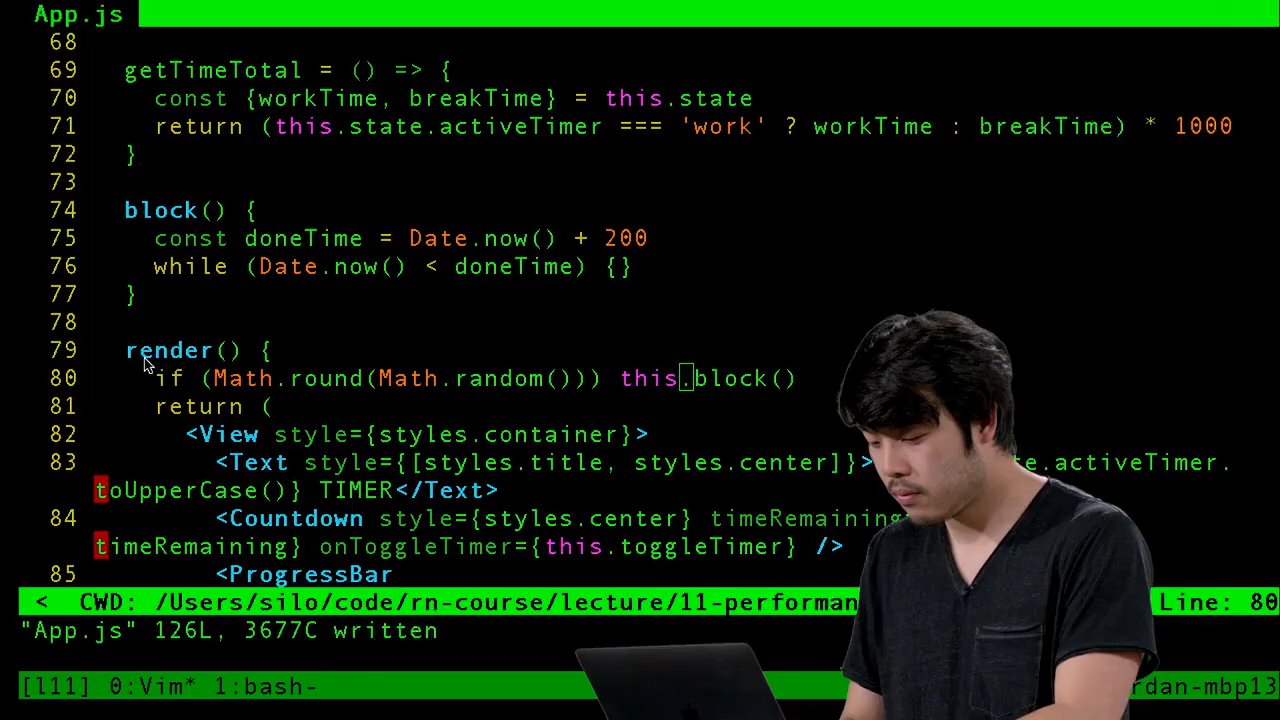 App.js
68
69 getTimeTotal = () => {
70 const {workTime, breakTime} = this.state
71 return (this.state.activeTimer === 'work' ? workTime : breakTime) * 1000
72 }
73
74 block() {
75 const doneTime = Date.now() + 200
76 while (Date.now() < doneTime) {}
77 }
78
79 render() {
80 if (Math.round(Math.random())) this.block()
81 return (
82 <View style={styles.container}>
83 <Text style={[styles.title, styles.center]}> e.activeTimer.
toUpperCase()} TIMER</Text>
84 <Countdown style={styles.center} timeRemaining
timeRemaining} onToggleTimer={this.toggleTimer} />
85 <ProgressBar
< CWD: /Users/silo/code/rn-course/lecture/11-performan Line: 80
"App.js" 126L, 3677C written
[l11] 0:Vim* 1:bash- rdan-mbp13